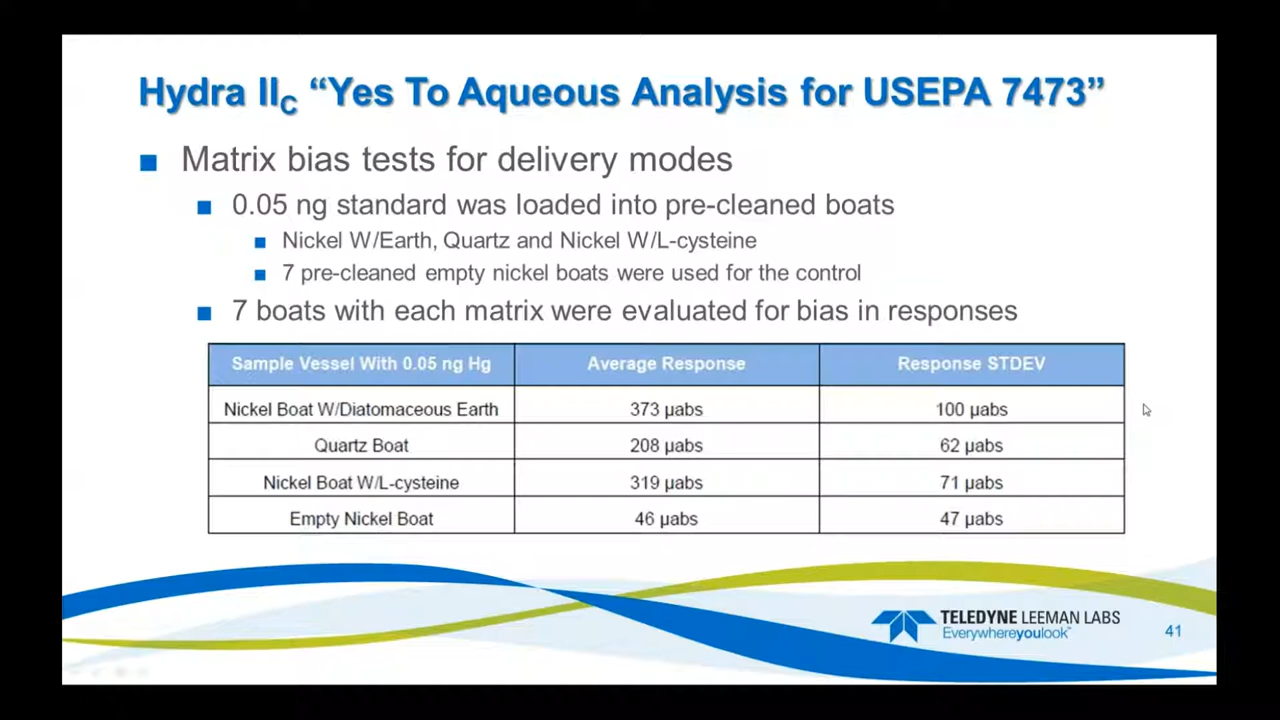 Hydra IIC “Yes To Aqueous Analysis for USEPA 7473”
Matrix bias tests for delivery modes
0.05 ng standard was loaded into pre-cleaned boats
Nickel W/Earth, Quartz and Nickel W/L-cysteine
7 pre-cleaned empty nickel boats were used for the control
7 boats with each matrix were evaluated for bias in responses
Sample Vessel With 0.05 ng Hg Average Response Response STDEV
Nickel Boat W/Diatomaceous Earth 373 µabs 100 µabs
Quartz Boat 208 µabs 62 µabs
Nickel Boat W/L-cysteine 319 µabs 71 µabs
Empty Nickel Boat 46 µabs 47 µabs
TELEDYNE LEEMAN LABS
Everywhereyoulook™
41